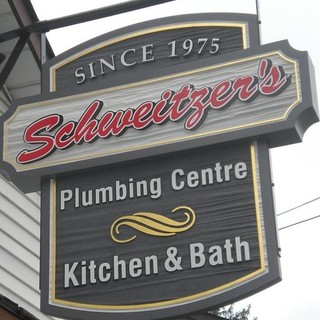 SINCE 1975
Schweitzer's
Plumbing Centre
Kitchen & Bath